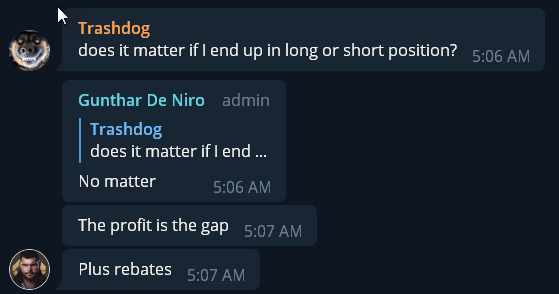 Trashdog
does it matter if I end up in long or short position?
5:06 AM
Gunthar De Niro admin
Trashdog
does it matter if I end ...
No matter
5:06 AM
The profit is the gap
5:07 AM
Plus rebates
5:07 AM